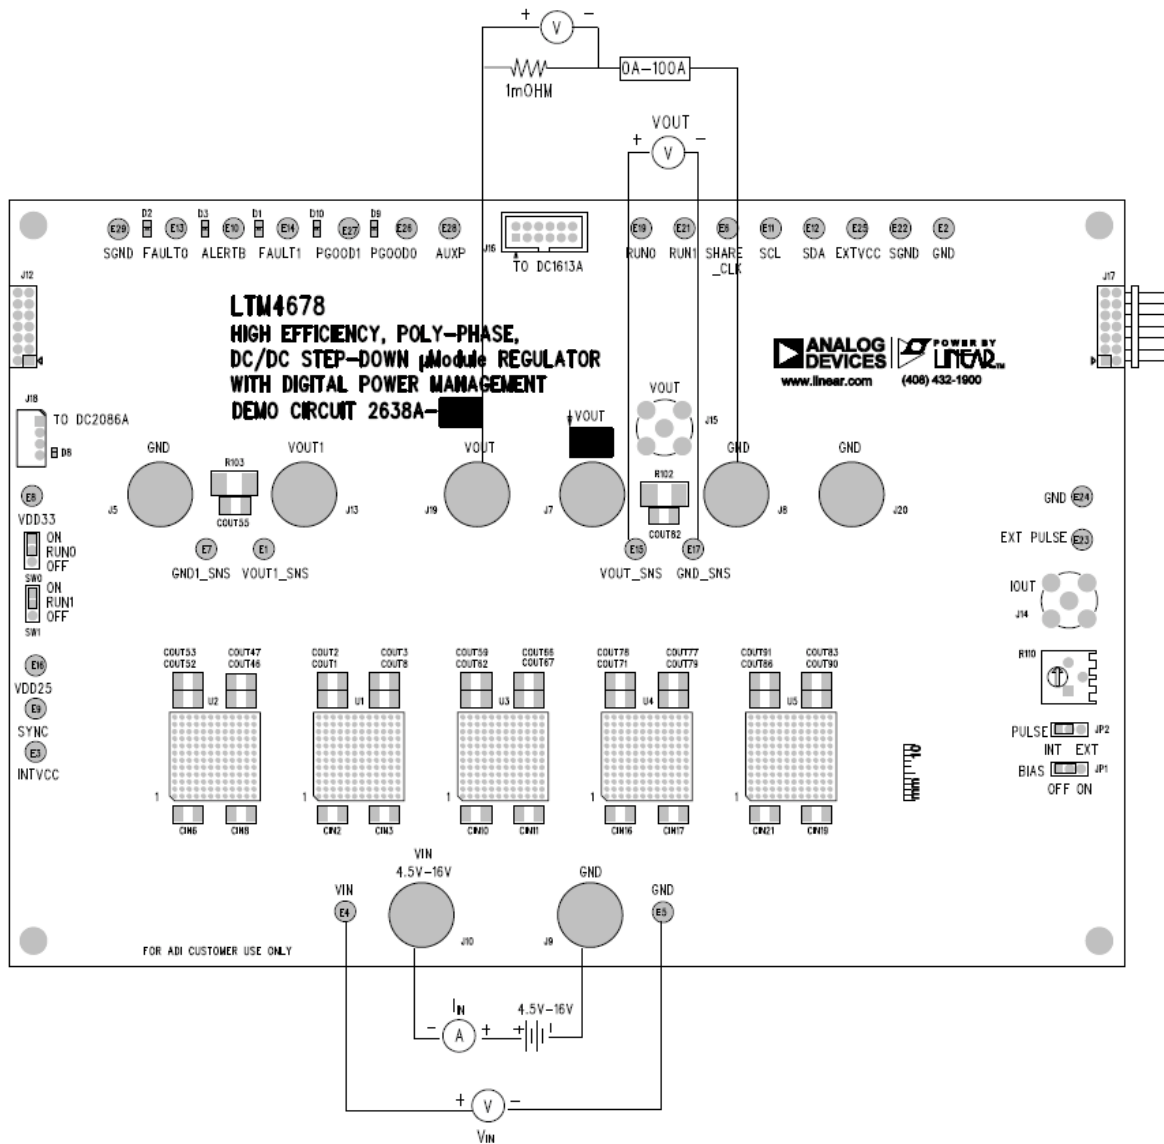 + V −
1mOHM
0A-100A
VOUT
+ V −
E29 D2 E13 D3 E10 D1 E14 D10 E27 D9 E26 E28
SGND FAULT0 ALERTB FAULT1 PGOOD1 PGOOD0 AUXP
J16
TO DC1613A
E19 E21 E6 E11 E12 E25 E22 E2
RUN0 RUN1 SHARE_CLK SCL SDA EXTVCC SGND GND
J12
J17
LTM4678
HIGH EFFICIENCY, POLY-PHASE,
DC/DC STEP-DOWN µModule REGULATOR
WITH DIGITAL POWER MANAGEMENT
DEMO CIRCUIT 2638A-
ANALOG DEVICES
POWER BY LINEAR™
www.linear.com (408) 432-1900
J18
TO DC2086A
D8
VOUT
J15
VOUT
GND VOUT1 VOUT GND GND
J5 R103 J13 J19 J7 R102 J8 J20
COUT55 COUT82
E7 E1 E15 E17
GND1_SNS VOUT1_SNS VOUT_SNS GND_SNS
E8
VDD33
ON
RUN0
OFF
SW0
ON
RUN1
OFF
SW1
E16
VDD25
E9
SYNC
E3
INTVCC
GND E24
EXT PULSE E23
IOUT
J14
R110
PULSE JP2
INT EXT
BIAS JP1
OFF ON
COUT53 COUT47 COUT2 COUT3 COUT59 COUT66 COUT78 COUT77 COUT91 COUT83
COUT52 COUT46 COUT1 COUT8 COUT62 COUT67 COUT71 COUT79 COUT86 COUT90
U2 U1 U3 U4 U5
1 1 1 1 1
CIN6 CIN8 CIN2 CIN3 CIN10 CIN11 CIN16 CIN17 CIN21 CIN19
VIN
4.5V-16V
GND
VIN
E4
J10
J9
GND
E5
FOR ADI CUSTOMER USE ONLY
IIN
− A +
4.5V-16V
+
+ V −
VIN